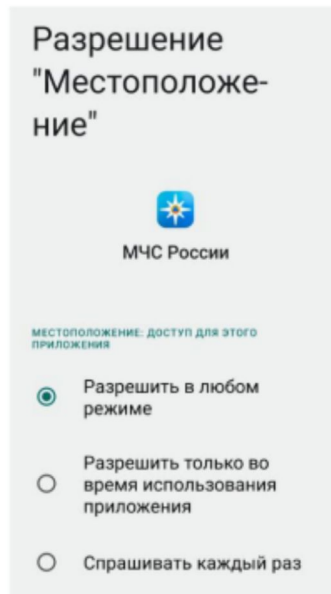 Разрешение
"Местоположе-
ние"
МЧС России
МЕСТОПОЛОЖЕНИЕ: ДОСТУП ДЛЯ ЭТОГО
ПРИЛОЖЕНИЯ
Разрешить в любом
режиме
Разрешить только во
время использования
приложения
Спрашивать каждый раз